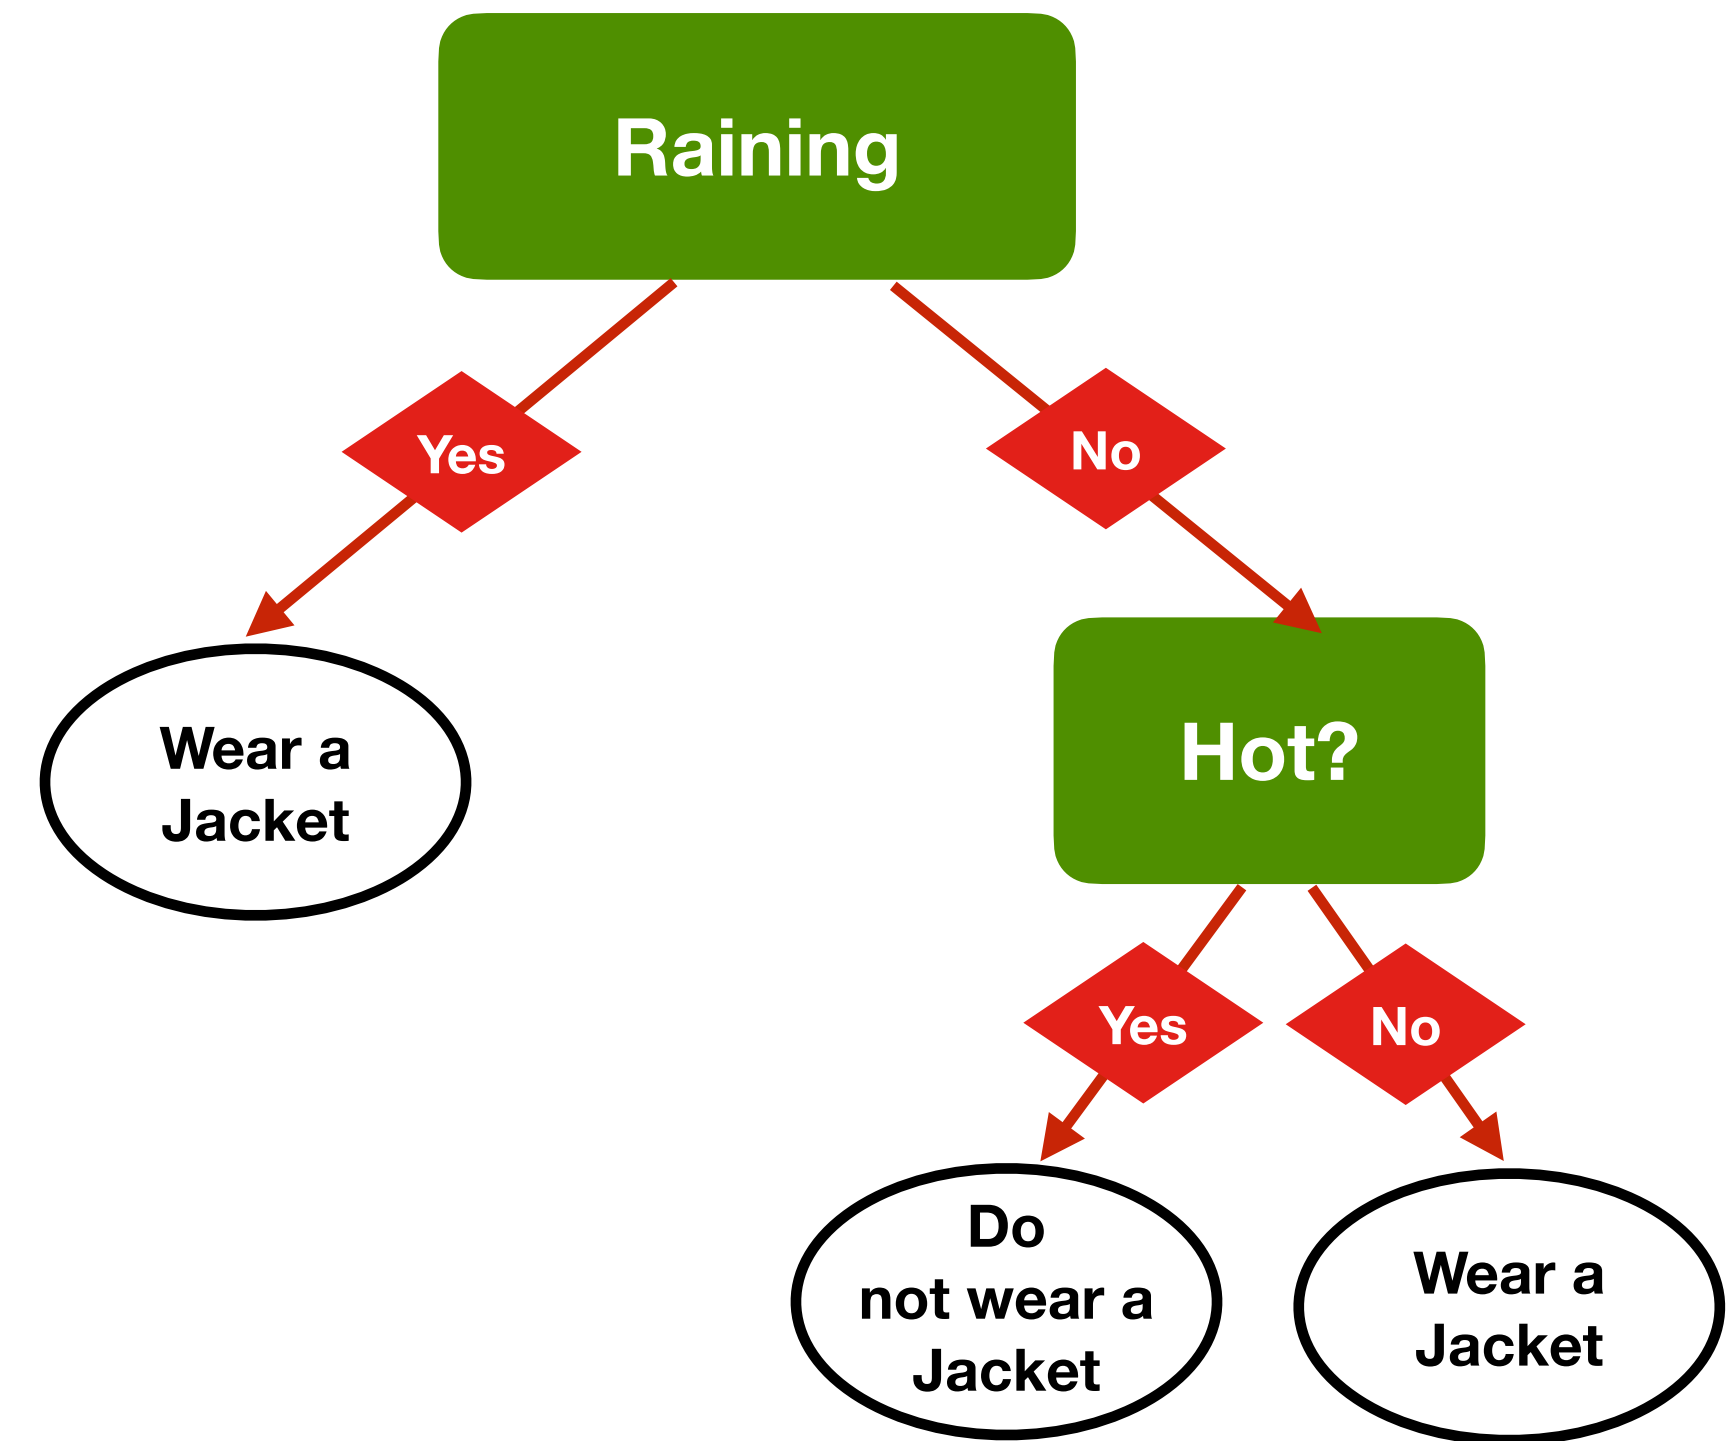 Raining
Yes
No
Wear a
Jacket
Hot?
Yes
No
Do
not wear a
Jacket
Wear a
Jacket